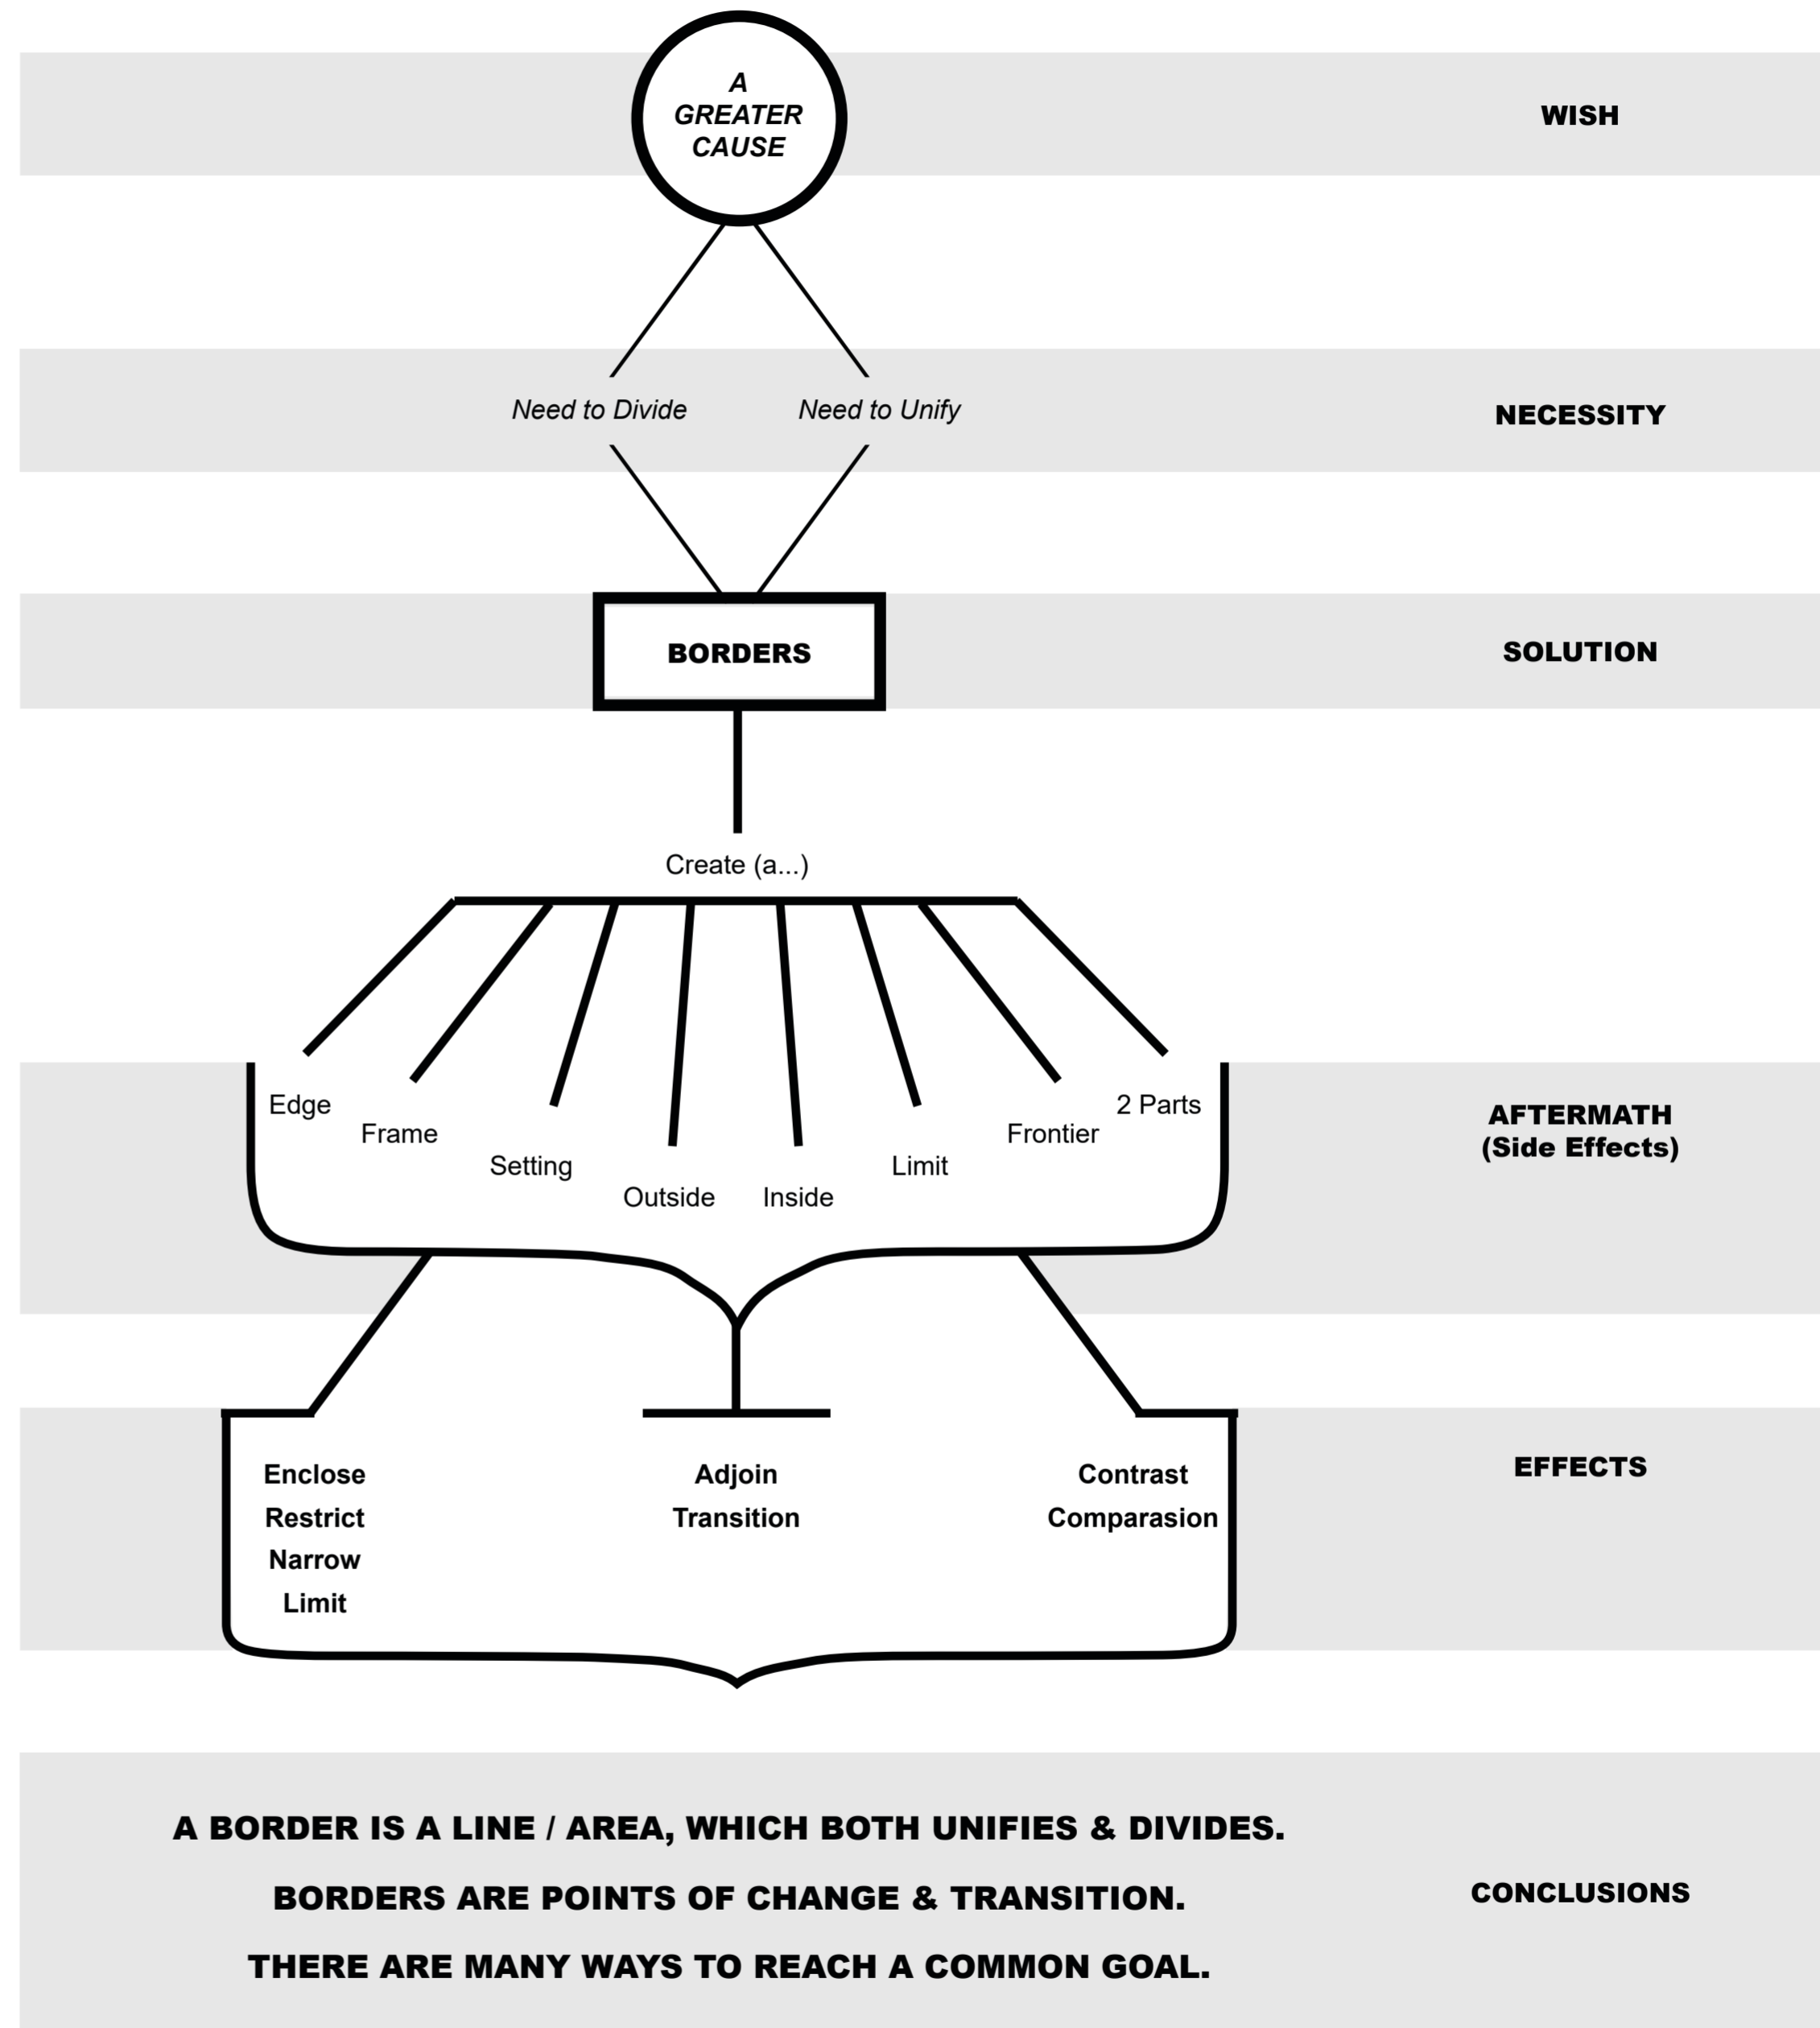 A
GREATER
CAUSE
WISH
Need to Divide
Need to Unify
NECESSITY
BORDERS
SOLUTION
Create (a...)
Edge
Frame
Setting
Outside
Inside
Limit
Frontier
2 Parts
AFTERMATH
(Side Effects)
Enclose
Restrict
Narrow
Limit
Adjoin
Transition
Contrast
Comparasion
EFFECTS
A BORDER IS A LINE / AREA, WHICH BOTH UNIFIES & DIVIDES.
BORDERS ARE POINTS OF CHANGE & TRANSITION.
THERE ARE MANY WAYS TO REACH A COMMON GOAL.
CONCLUSIONS